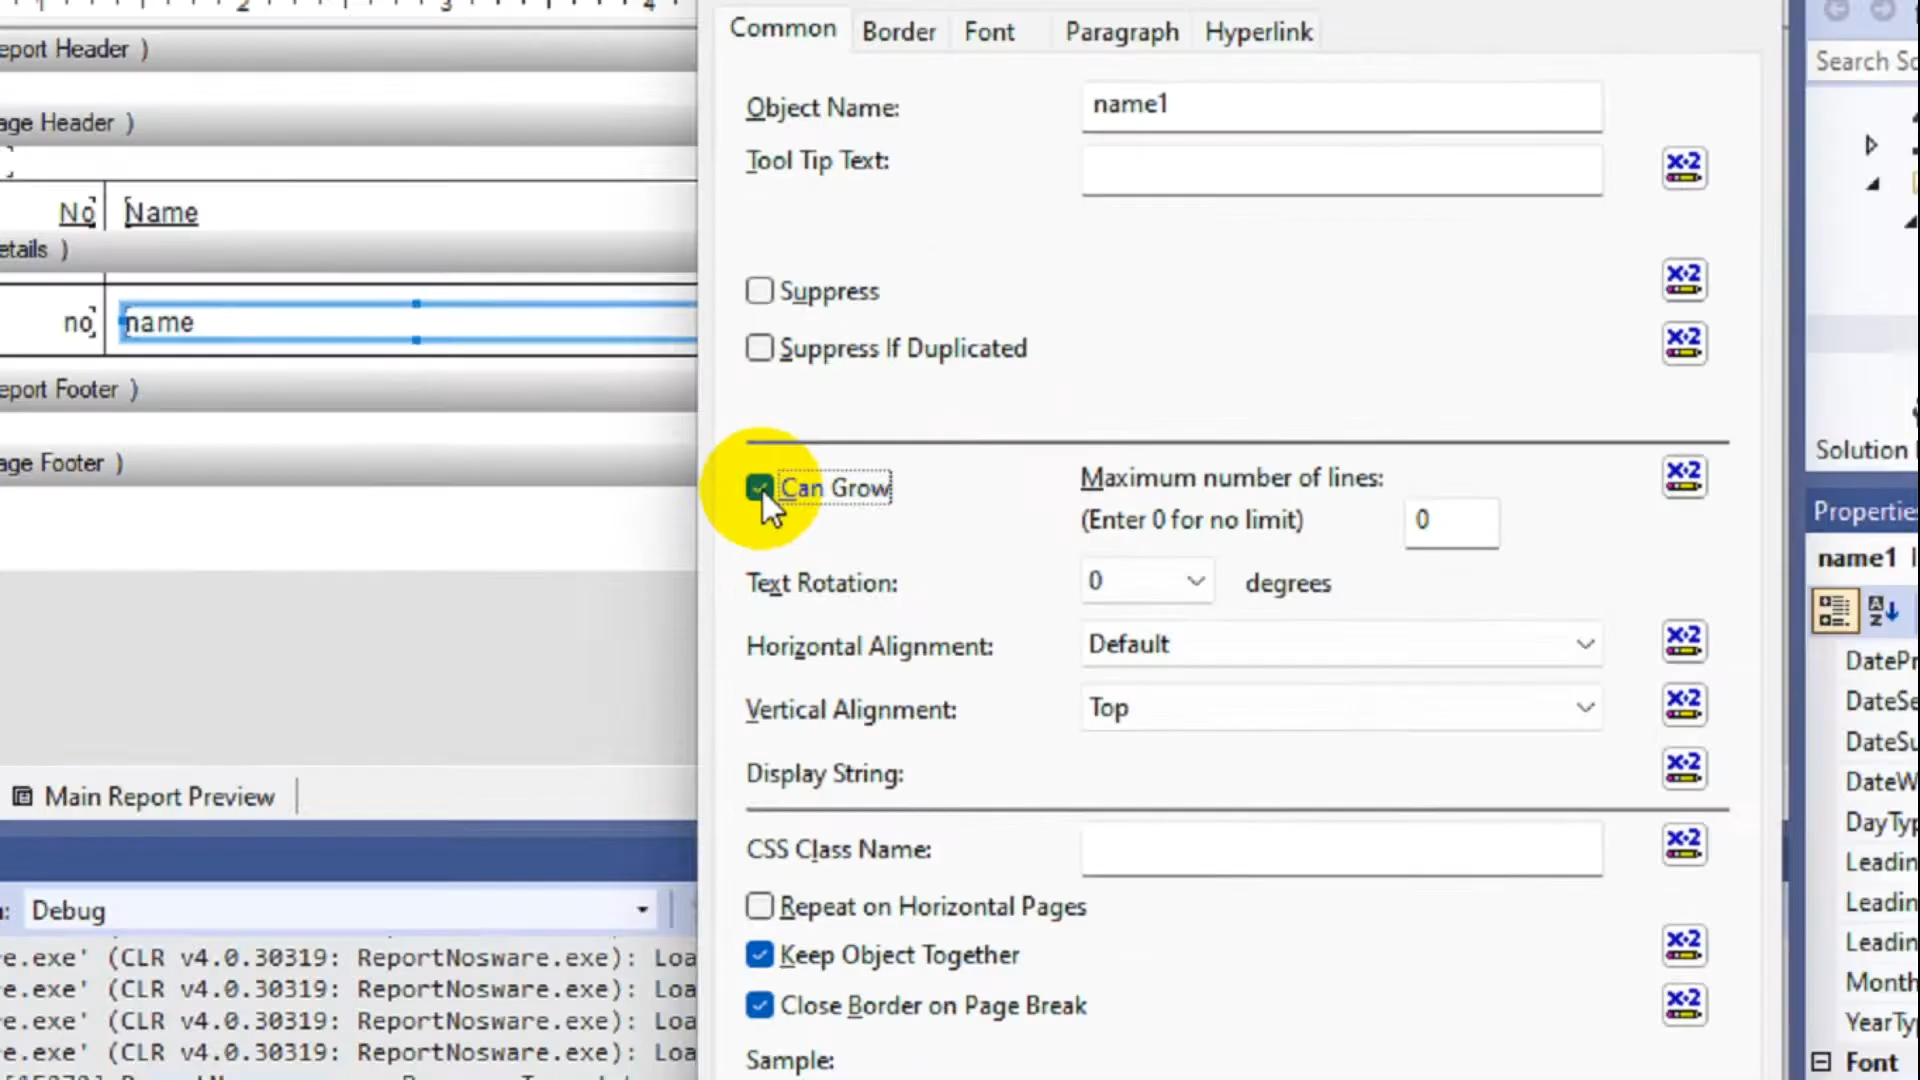 eport Header )
age Header )
No Name
etails )
no name
eport Footer )
age Footer )
Main Report Preview
Debug
e.exe' (CLR v4.0.30319: ReportNosware.exe): Loa
e.exe' (CLR v4.0.30319: ReportNosware.exe): Loa
e.exe' (CLR v4.0.30319: ReportNosware.exe): Loa
e.exe' (CLR v4.0.30319: ReportNosware.exe): Loa
Common Border Font Paragraph Hyperlink
Object Name: name1
Tool Tip Text:
Suppress
Suppress If Duplicated
Can Grow Maximum number of lines:
(Enter 0 for no limit) 0
Text Rotation: 0 degrees
Horizontal Alignment: Default
Vertical Alignment: Top
Display String:
CSS Class Name:
Repeat on Horizontal Pages
Keep Object Together
Close Border on Page Break
Sample:
Search So
Solution
Propertie
name1
DatePr
DateSe
DateSu
DateW
DayTyp
Leadin
Leadin
Leadin
Month
YearTy
Font